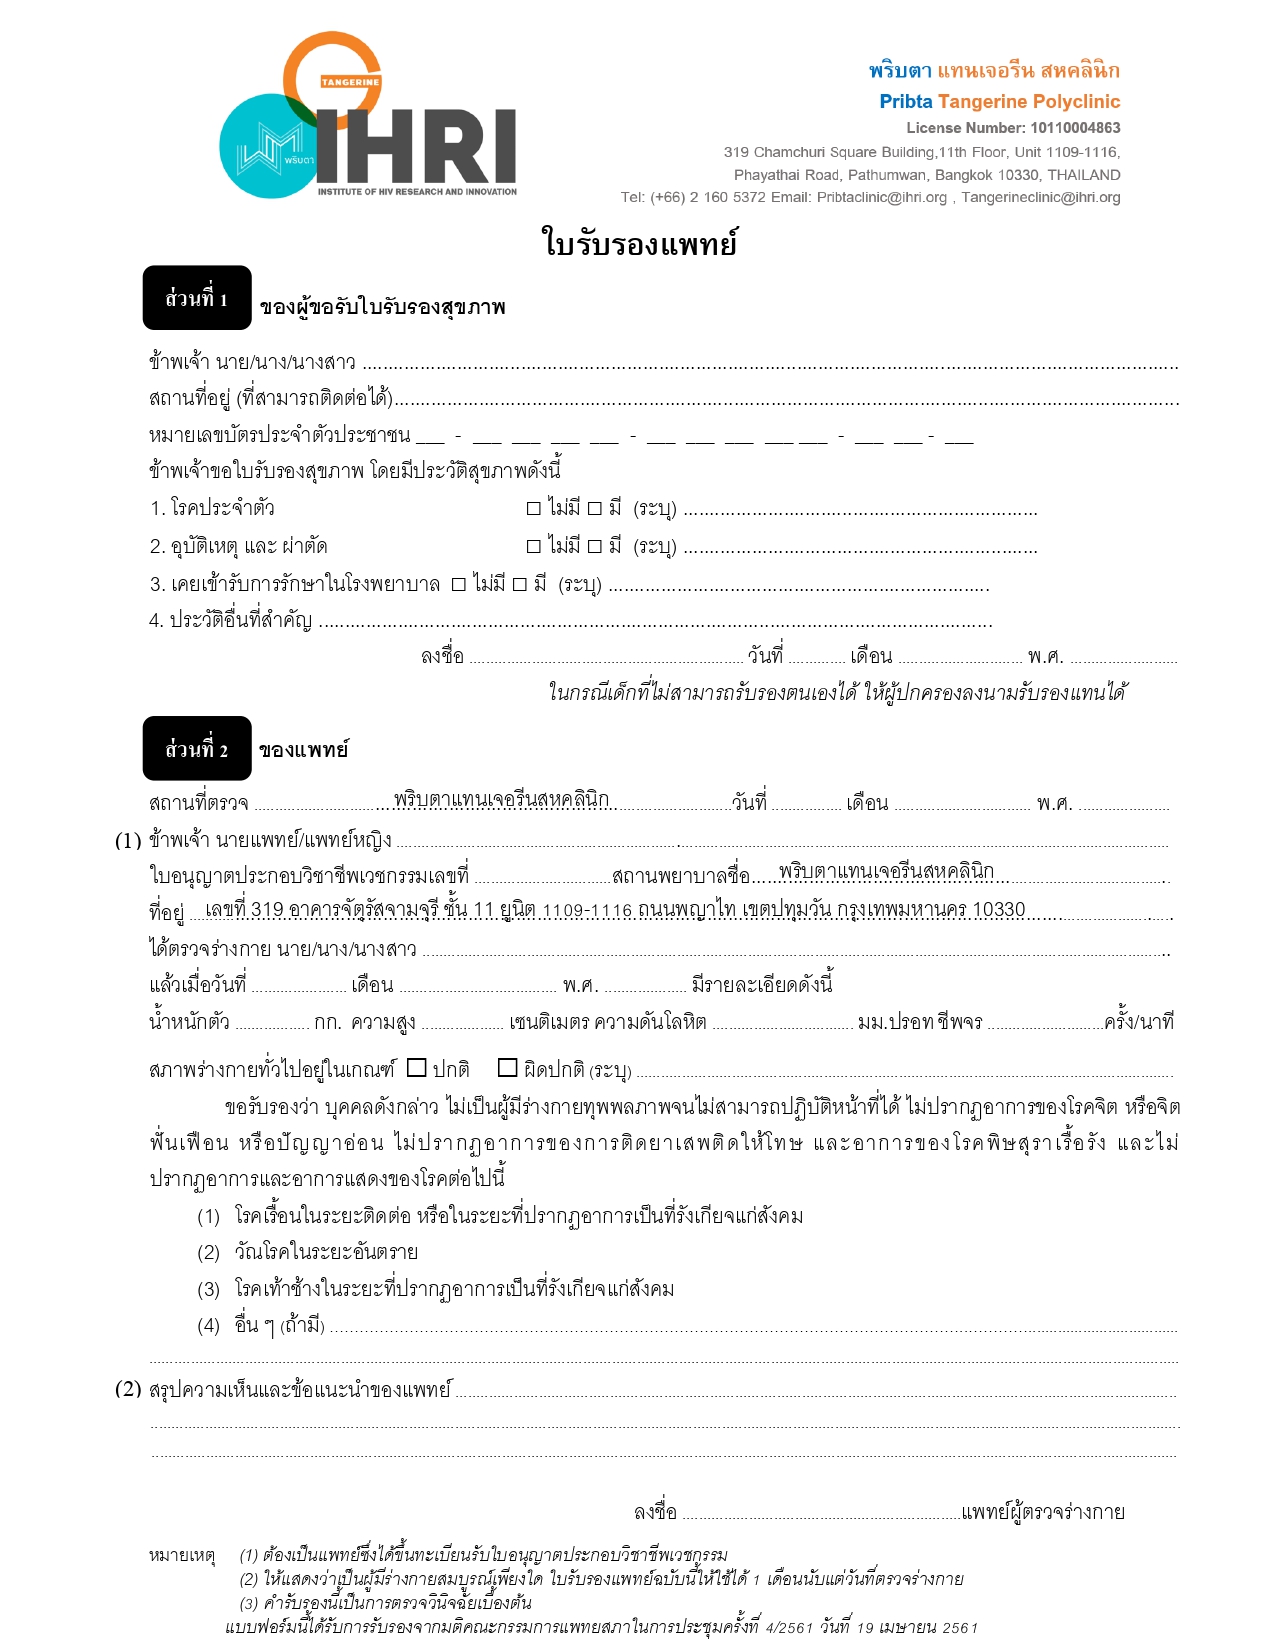 TANGERINE
พริบตา
IHRI
INSTITUTE OF HIV RESEARCH AND INNOVATION
พริบตา แทนเจอรีน สหคลินิก
Pribta Tangerine Polyclinic
License Number: 10110004863
319 Chamchuri Square Building,11th Floor, Unit 1109-1116,
Phayathai Road, Pathumwan, Bangkok 10330, THAILAND
Tel: (+66) 2 160 5372 Email: Pribtaclinic@ihri.org , Tangerineclinic@ihri.org
ใบรับรองแพทย์
ส่วนที่ 1 ของผู้ขอรับใบรับรองสุขภาพ
ข้าพเจ้า นาย/นาง/นางสาว ........................................................................
สถานที่อยู่ (ที่สามารถติดต่อได้)........................................................................
หมายเลขบัตรประจำตัวประชาชน ___ - ___ ___ ___ ___ - ___ ___ ___ ___ ___ - ___ ___ - ___
ข้าพเจ้าขอใบรับรองสุขภาพ โดยมีประวัติสุขภาพดังนี้
1. โรคประจำตัว □ ไม่มี □ มี (ระบุ) ........................................
2. อุบัติเหตุ และ ผ่าตัด □ ไม่มี □ มี (ระบุ) ........................................
3. เคยเข้ารับการรักษาในโรงพยาบาล □ ไม่มี □ มี (ระบุ) ........................................
4. ประวัติอื่นที่สำคัญ ........................................................................
ลงชื่อ ........................................ วันที่ .............. เดือน .............................. พ.ศ. ..........................
ในกรณีเด็กที่ไม่สามารถรับรองตนเองได้ ให้ผู้ปกครองลงนามรับรองแทนได้
ส่วนที่ 2 ของแพทย์
สถานที่ตรวจ ..............................พริบตาแทนเจอรีนสหคลินิก..............................วันที่ ................. เดือน ................................. พ.ศ. ......................
(1) ข้าพเจ้า นายแพทย์/แพทย์หญิง ........................................................................
ใบอนุญาตประกอบวิชาชีพเวชกรรมเลขที่ .................................สถานพยาบาลชื่อ......พริบตาแทนเจอรีนสหคลินิก........................................
ที่อยู่ ....เลขที่ 319 อาคารจัตุรัสจามจุรี ชั้น 11 ยูนิต 1109-1116 ถนนพญาไท เขตปทุมวัน กรุงเทพมหานคร 10330..............................
ได้ตรวจร่างกาย นาย/นาง/นางสาว ........................................................................
แล้วเมื่อวันที่ ....................... เดือน ...................................... พ.ศ. .................... มีรายละเอียดดังนี้
น้ำหนักตัว .................. กก. ความสูง .................... เซนติเมตร ความดันโลหิต .................................. มม.ปรอท ชีพจร ............................ครั้ง/นาที
สภาพร่างกายทั่วไปอยู่ในเกณฑ์ □ ปกติ □ ผิดปกติ (ระบุ) ........................................................................
ขอรับรองว่า บุคคลดังกล่าว ไม่เป็นผู้มีร่างกายทุพพลภาพจนไม่สามารถปฏิบัติหน้าที่ได้ ไม่ปรากฏอาการของโรคจิต หรือจิต
ฟั่นเฟือน หรือปัญญาอ่อน ไม่ปรากฏอาการของการติดยาเสพติดให้โทษ และอาการของโรคพิษสุราเรื้อรัง และไม่
ปรากฏอาการและอาการแสดงของโรคต่อไปนี้
(1) โรคเรื้อนในระยะติดต่อ หรือในระยะที่ปรากฏอาการเป็นที่รังเกียจแก่สังคม
(2) วัณโรคในระยะอันตราย
(3) โรคเท้าช้างในระยะที่ปรากฏอาการเป็นที่รังเกียจแก่สังคม
(4) อื่น ๆ (ถ้ามี) ........................................................................
........................................................................
(2) สรุปความเห็นและข้อแนะนำของแพทย์ ........................................................................
........................................................................
........................................................................
ลงชื่อ ........................................แพทย์ผู้ตรวจร่างกาย
หมายเหตุ (1) ต้องเป็นแพทย์ซึ่งได้ขึ้นทะเบียนรับใบอนุญาตประกอบวิชาชีพเวชกรรม
(2) ให้แสดงว่าเป็นผู้มีร่างกายสมบูรณ์เพียงใด ใบรับรองแพทย์ฉบับนี้ให้ใช้ได้ 1 เดือนนับแต่วันที่ตรวจร่างกาย
(3) คำรับรองนี้เป็นการตรวจวินิจฉัยเบื้องต้น
แบบฟอร์มนี้ได้รับการรับรองจากมติคณะกรรมการแพทยสภาในการประชุมครั้งที่ 4/2561 วันที่ 19 เมษายน 2561